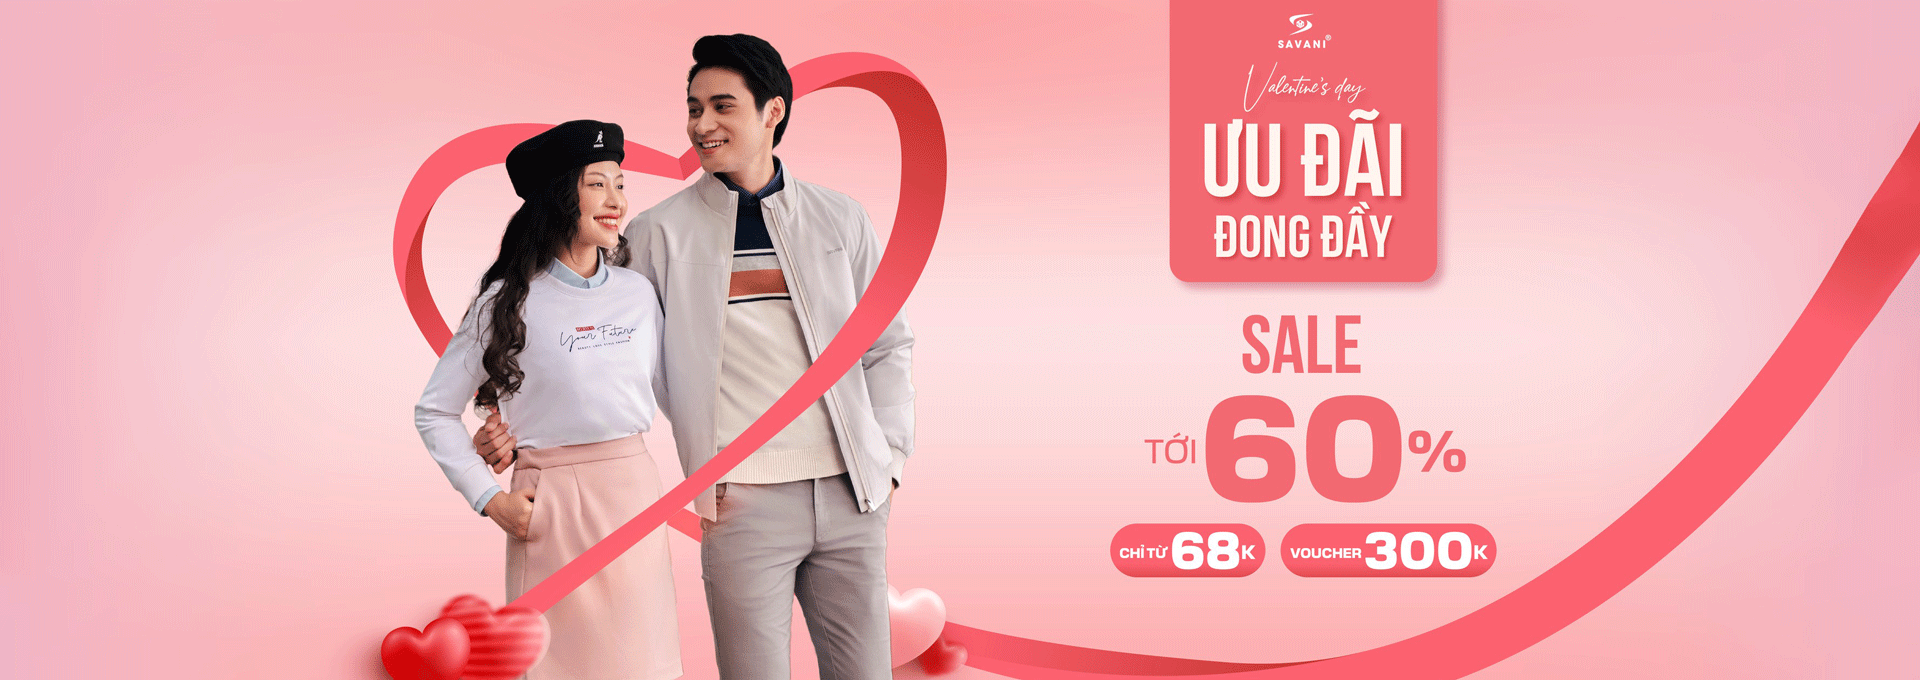 SAVANI®
Valentine's day
ƯU ĐÃI
ĐONG ĐẦY
SALE
TỚI 60%
CHỈ TỪ 68K
VOUCHER 300K
Your Future